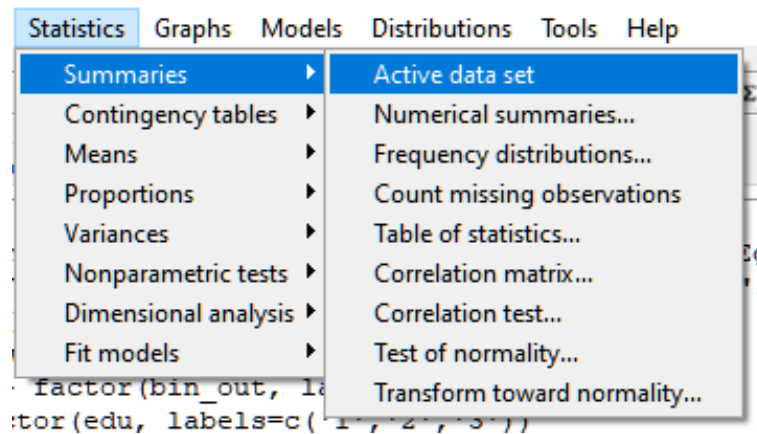 Statistics Graphs Models Distributions Tools Help
Summaries
Contingency tables
Means
Proportions
Variances
Nonparametric tests
Dimensional analysis
Fit models
Active data set
Numerical summaries...
Frequency distributions...
Count missing observations
Table of statistics...
Correlation matrix...
Correlation test...
Test of normality...
Transform toward normality...
factor(bin_out, la
tor(edu, labels=c('1','2','3'))